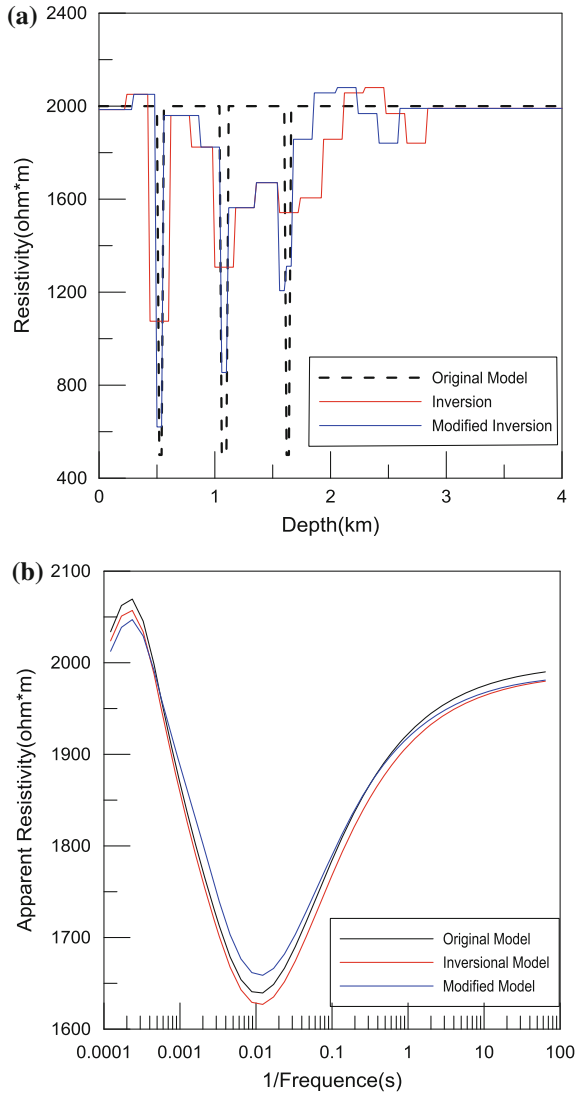 (a)
2400
2000
1600
1200
800
400
Resistivity(ohm*m)
Original Model
Inversion
Modified Inversion
0
1
2
3
4
Depth(km)
(b)
2100
2000
1900
1800
1700
1600
Apparent Resistivity(ohm*m)
Original Model
Inversional Model
Modified Model
0.0001
0.001
0.01
0.1
1
10
100
1/Frequence(s)